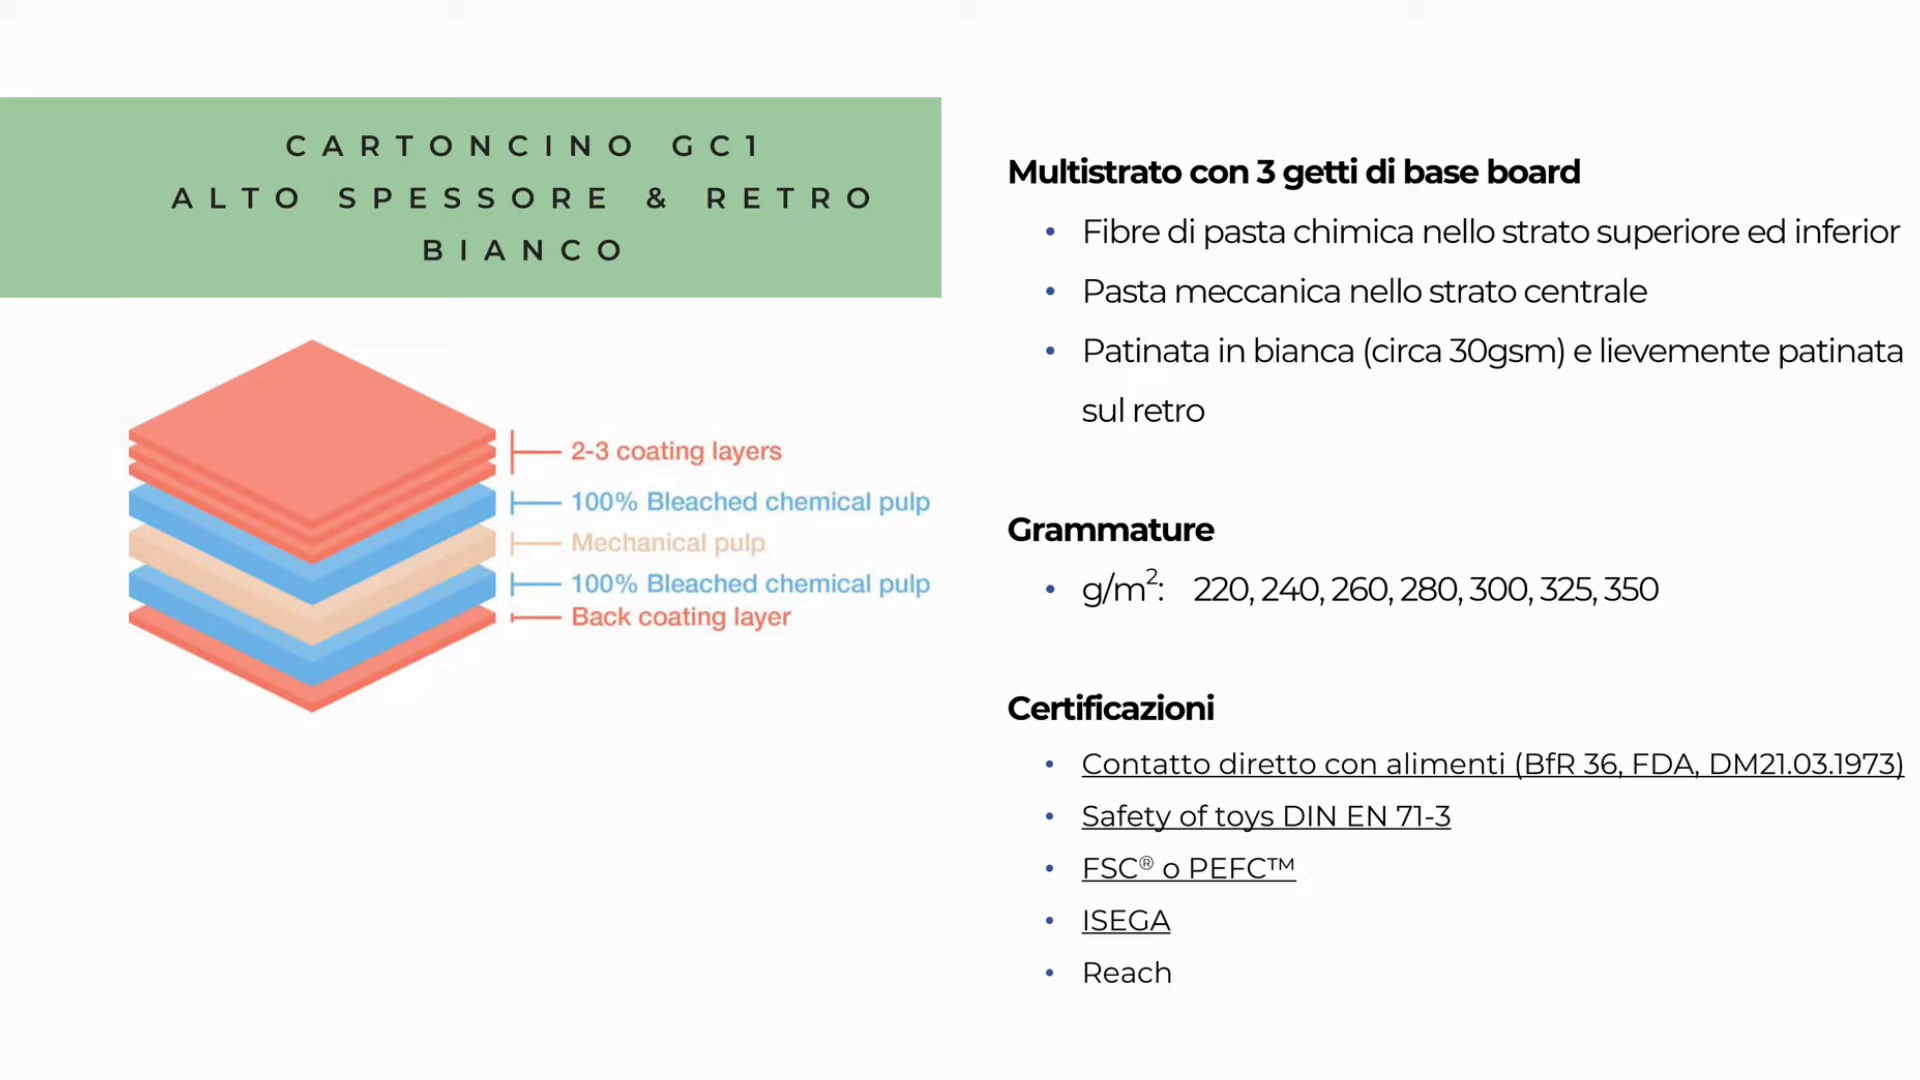 CARTONCINO GC1
ALTO SPESSORE & RETRO
BIANCO
2-3 coating layers
100% Bleached chemical pulp
Mechanical pulp
100% Bleached chemical pulp
Back coating layer
Multistrato con 3 getti di base board
• Fibre di pasta chimica nello strato superiore ed inferior
• Pasta meccanica nello strato centrale
• Patinata in bianca (circa 30gsm) e lievemente patinata
sul retro
Grammature
• g/m²: 220, 240, 260, 280, 300, 325, 350
Certificazioni
• Contatto diretto con alimenti (BfR 36, FDA, DM21.03.1973)
• Safety of toys DIN EN 71-3
• FSC® o PEFC™
• ISEGA
• Reach